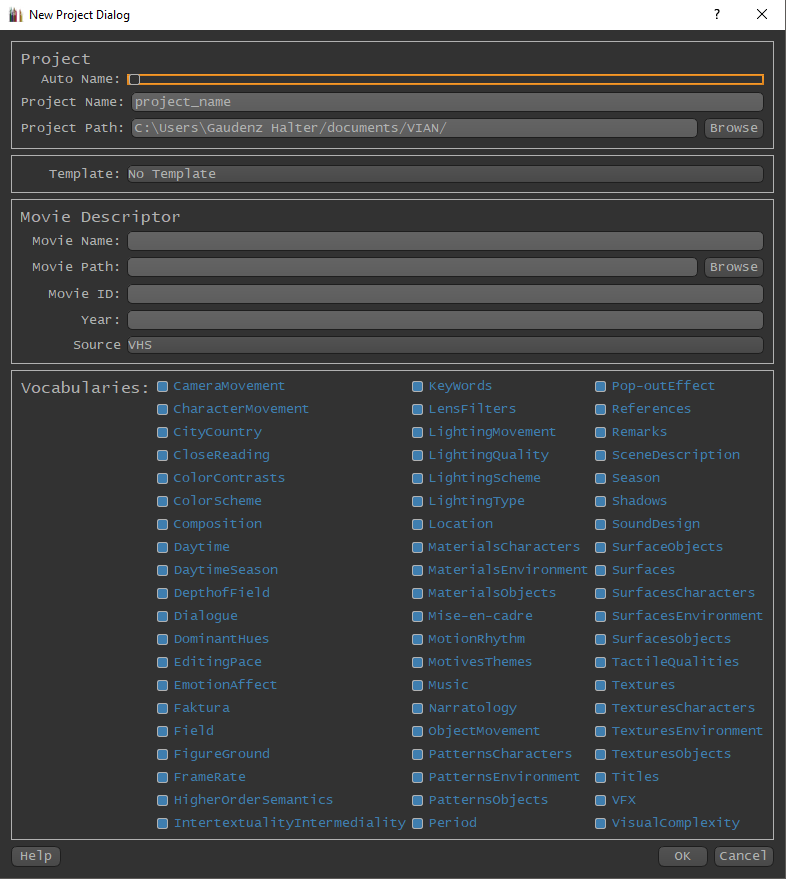 New Project Dialog
?
Project
Auto Name:
Project Name: project_name
Project Path: C:\Users\Gaudenz Halter/documents/VIAN/ Browse
Template: No Template
Movie Descriptor
Movie Name:
Movie Path: Browse
Movie ID:
Year:
Source VHS
Vocabularies: CameraMovement KeyWords Pop-outEffect
CharacterMovement LensFilters References
CityCountry LightingMovement Remarks
CloseReading LightingQuality SceneDescription
ColorContrasts LightingScheme Season
ColorScheme LightingType Shadows
Composition Location SoundDesign
Daytime MaterialsCharacters SurfaceObjects
DaytimeSeason MaterialsEnvironment Surfaces
DepthofField MaterialsObjects SurfacesCharacters
Dialogue Mise-en-cadre SurfacesEnvironment
DominantHues MotionRhythm SurfacesObjects
EditingPace MotivesThemes TactileQualities
EmotionAffect Music Textures
Faktura Narratology TexturesCharacters
Field ObjectMovement TexturesEnvironment
FigureGround PatternsCharacters TexturesObjects
FrameRate PatternsEnvironment Titles
HigherOrderSemantics PatternsObjects VFX
IntertextualityIntermediality Period VisualComplexity
Help OK Cancel